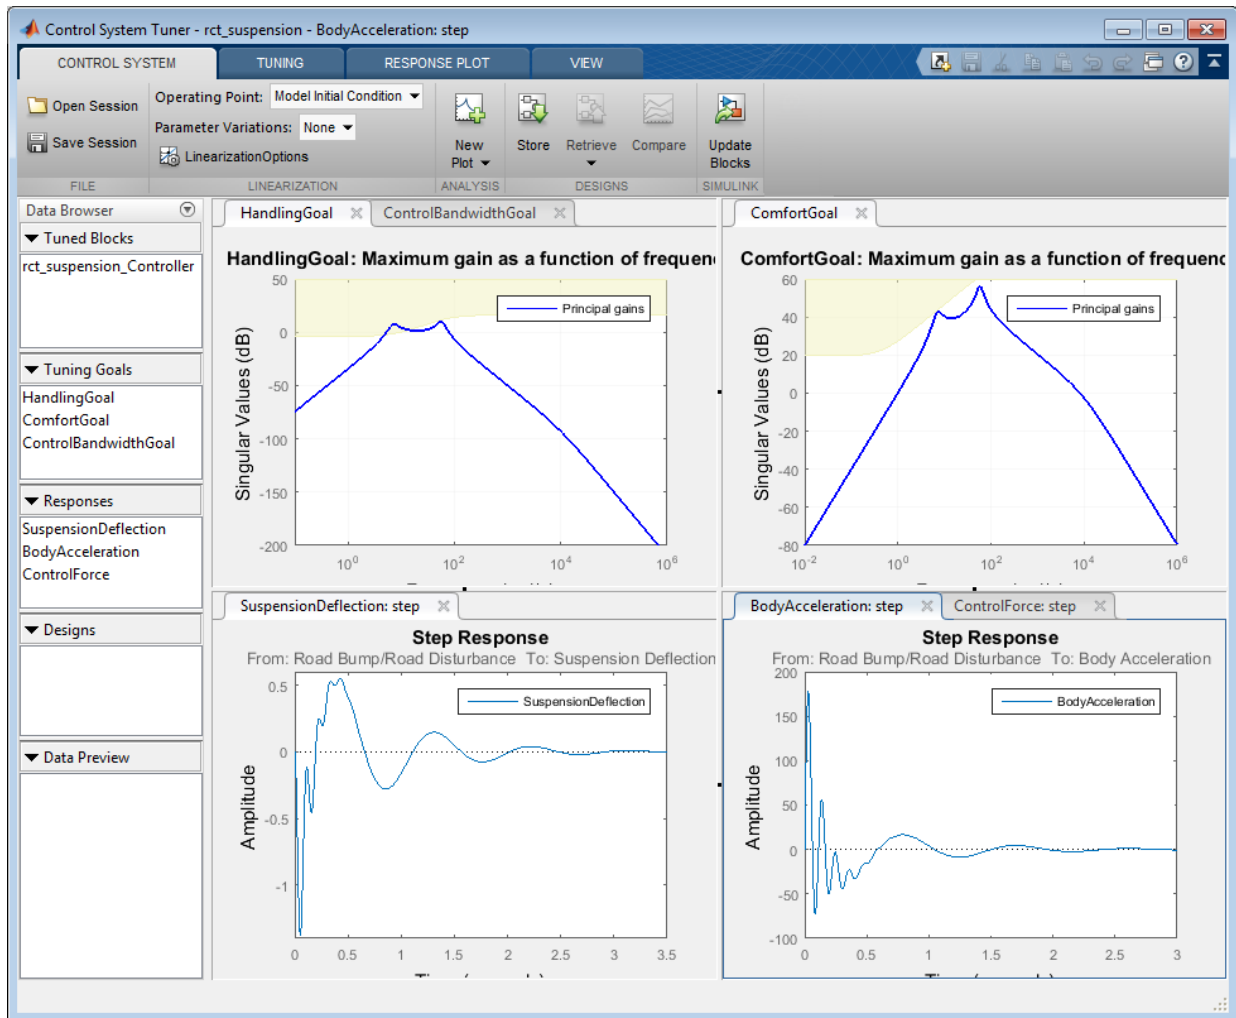 Control System Tuner - rct_suspension - BodyAcceleration: step
CONTROL SYSTEM
TUNING
RESPONSE PLOT
VIEW
Open Session
Save Session
FILE
Operating Point: Model Initial Condition
Parameter Variations: None
LinearizationOptions
LINEARIZATION
New
Plot
ANALYSIS
Store
Retrieve
Compare
DESIGNS
Update
Blocks
SIMULINK
Data Browser
Tuned Blocks
rct_suspension_Controller
Tuning Goals
HandlingGoal
ComfortGoal
ControlBandwidthGoal
Responses
SuspensionDeflection
BodyAcceleration
ControlForce
Designs
Data Preview
HandlingGoal
ControlBandwidthGoal
HandlingGoal: Maximum gain as a function of frequen
Singular Values (dB)
50
0
-50
-100
-150
-200
Principal gains
10^0
10^2
10^4
10^6
ComfortGoal
ComfortGoal: Maximum gain as a function of frequenc
Singular Values (dB)
60
40
20
0
-20
-40
-60
-80
Principal gains
10^-2
10^0
10^2
10^4
10^6
SuspensionDeflection: step
Step Response
From: Road Bump/Road Disturbance To: Suspension Deflection
Amplitude
0.5
0
-0.5
-1
SuspensionDeflection
0
0.5
1
1.5
2
2.5
3
3.5
BodyAcceleration: step
ControlForce: step
Step Response
From: Road Bump/Road Disturbance To: Body Acceleration
Amplitude
200
150
100
50
0
-50
-100
BodyAcceleration
0
0.5
1
1.5
2
2.5
3